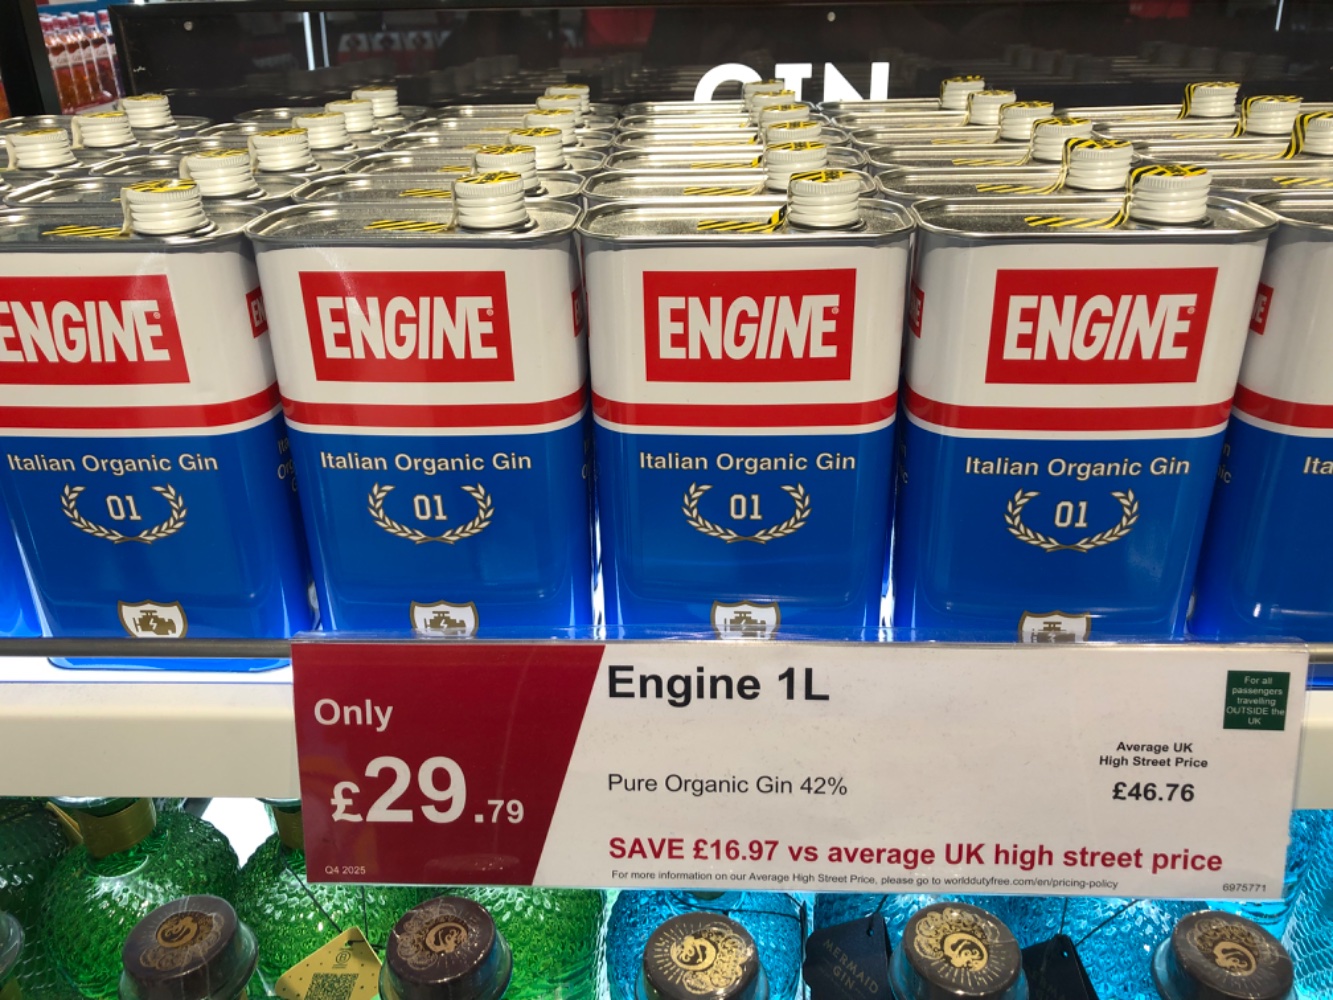 GIN
ENGINE
ENGINE
ENGINE
ENGINE
Italian Organic Gin
Italian Organic Gin
Italian Organic Gin
Italian Organic Gin
Ita
01
01
01
01
Only
£29.79
Q4 2025
Engine 1L
Pure Organic Gin 42%
For all
passengers
travelling
OUTSIDE the
UK
Average UK
High Street Price
£46.76
SAVE £16.97 vs average UK high street price
For more information on our Average High Street Price, please go to worlddutyfree.com/en/pricing-policy
6975771
MERMAID
GIN